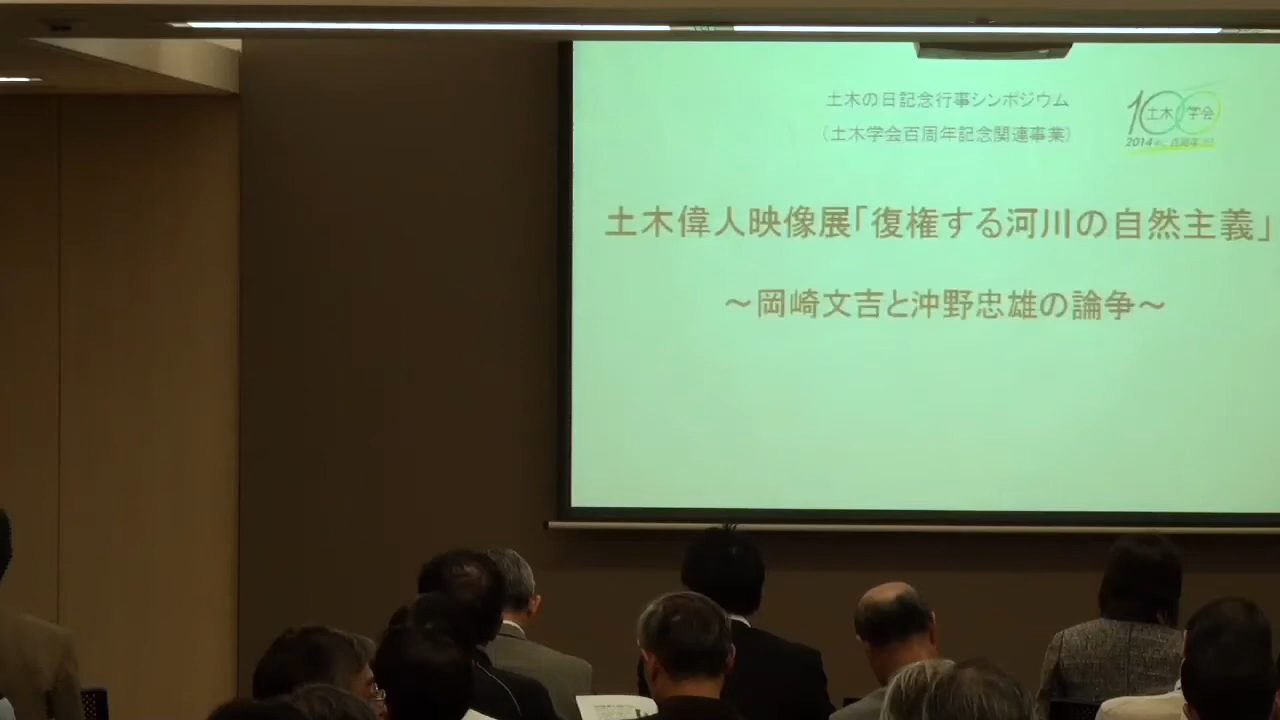 土木の日記念行事シンポジウム
(土木学会百周年記念関連事業)
100 土木学会
2014
土木偉人映像展「復権する河川の自然主義」
～岡崎文吉と沖野忠雄の論争～